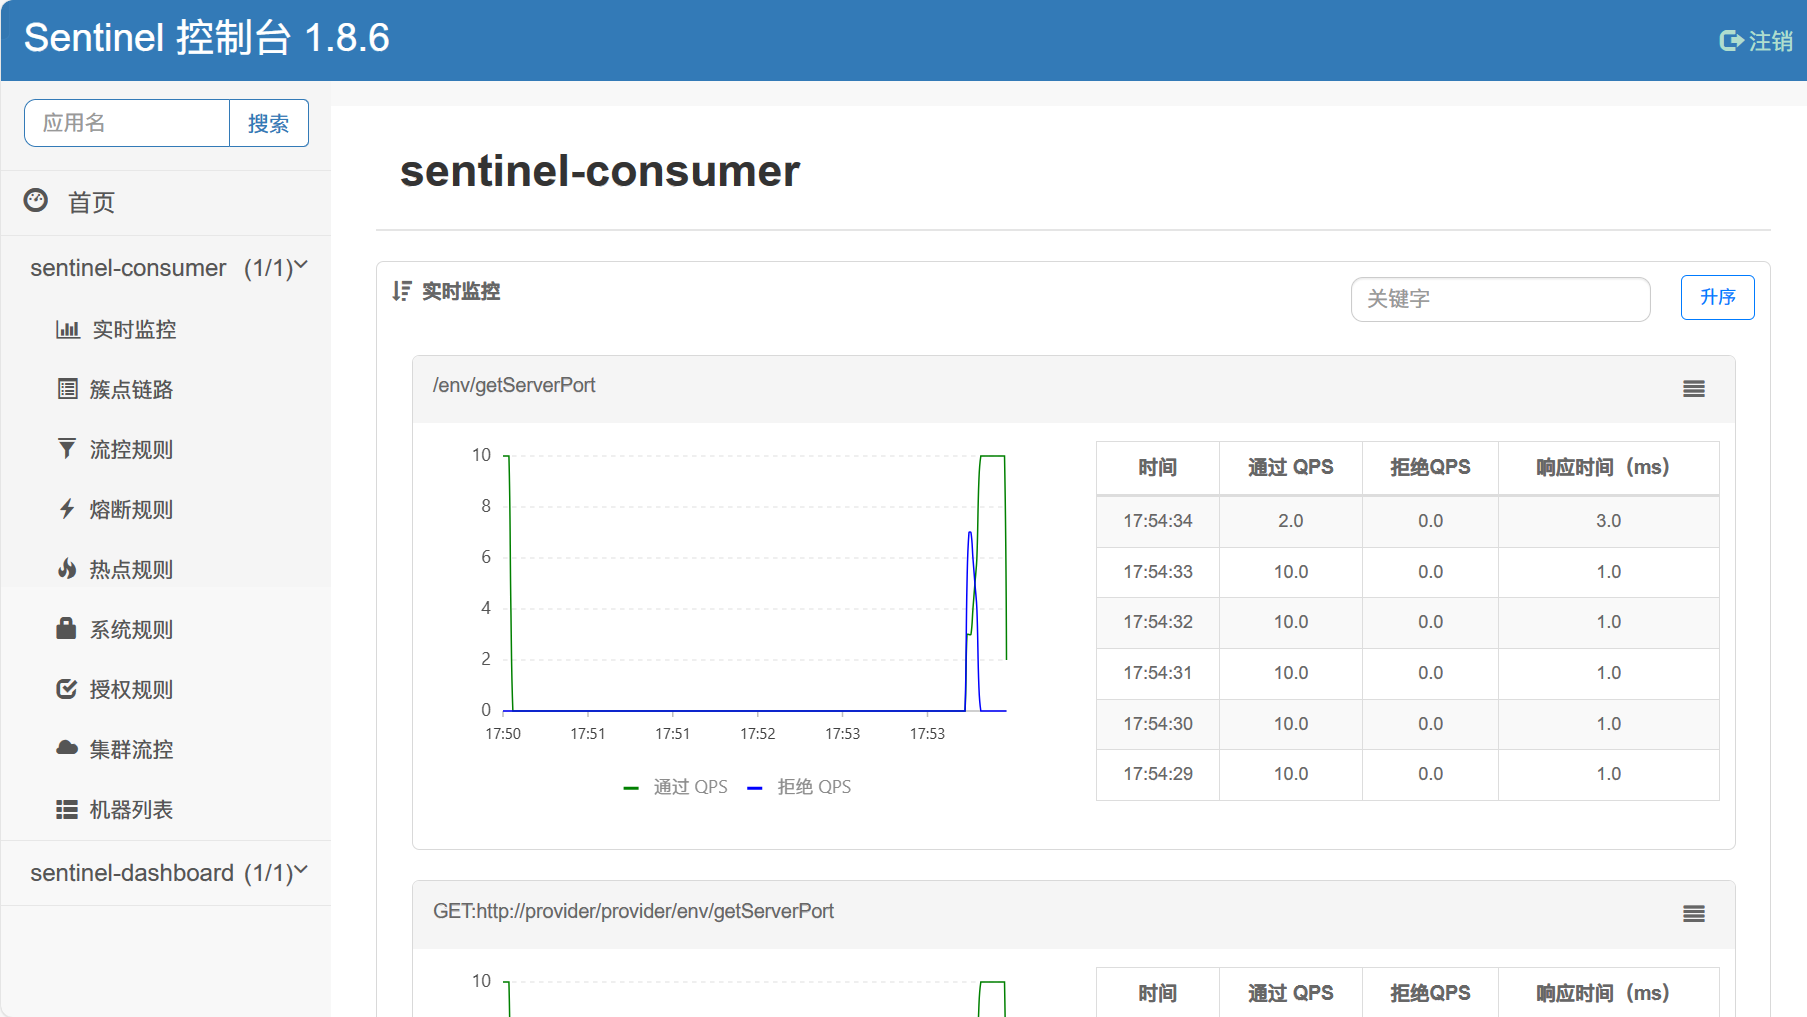 Sentinel 控制台 1.8.6
注销
应用名
搜索
首页
sentinel-consumer (1/1)
实时监控
簇点链路
流控规则
熔断规则
热点规则
系统规则
授权规则
集群流控
机器列表
sentinel-dashboard (1/1)
sentinel-consumer
实时监控
关键字
升序
/env/getServerPort
10
8
6
4
2
0
17:50 17:51 17:51 17:52 17:53 17:53
通过 QPS 拒绝 QPS
时间 通过 QPS 拒绝QPS 响应时间（ms）
17:54:34 2.0 0.0 3.0
17:54:33 10.0 0.0 1.0
17:54:32 10.0 0.0 1.0
17:54:31 10.0 0.0 1.0
17:54:30 10.0 0.0 1.0
17:54:29 10.0 0.0 1.0
GET:http://provider/provider/env/getServerPort
10
时间 通过 QPS 拒绝QPS 响应时间（ms）